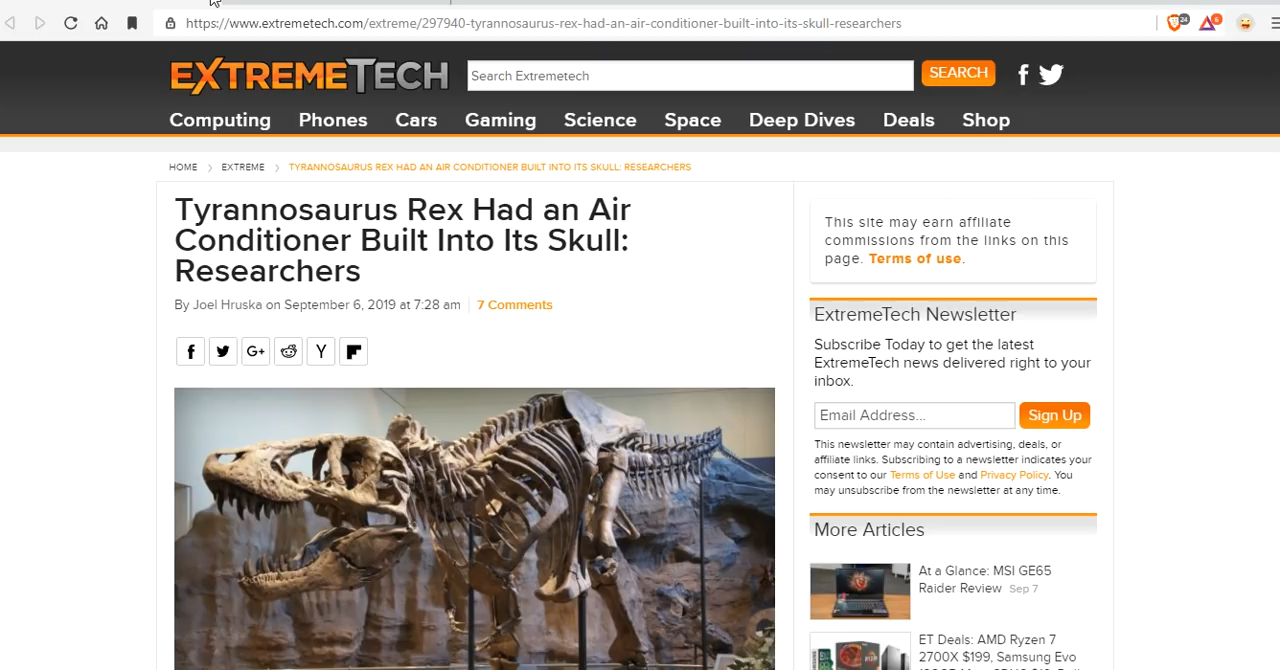 https://www.extremetech.com/extreme/297940-tyrannosaurus-rex-had-an-air-conditioner-built-into-its-skull-researchers
24
6
EXTREMETECH
Search Extremetech
SEARCH
Computing Phones Cars Gaming Science Space Deep Dives Deals Shop
HOME > EXTREME > TYRANNOSAURUS REX HAD AN AIR CONDITIONER BUILT INTO ITS SKULL: RESEARCHERS
Tyrannosaurus Rex Had an Air
Conditioner Built Into Its Skull:
Researchers
By Joel Hruska on September 6, 2019 at 7:28 am
7 Comments
G+
Y
This site may earn affiliate
commissions from the links on this
page. Terms of use.
ExtremeTech Newsletter
Subscribe Today to get the latest
ExtremeTech news delivered right to your
inbox.
Email Address...
Sign Up
This newsletter may contain advertising, deals, or
affiliate links. Subscribing to a newsletter indicates your
consent to our Terms of Use and Privacy Policy. You
may unsubscribe from the newsletter at any time.
More Articles
At a Glance: MSI GE65
Raider Review Sep 7
ET Deals: AMD Ryzen 7
2700X $199, Samsung Evo